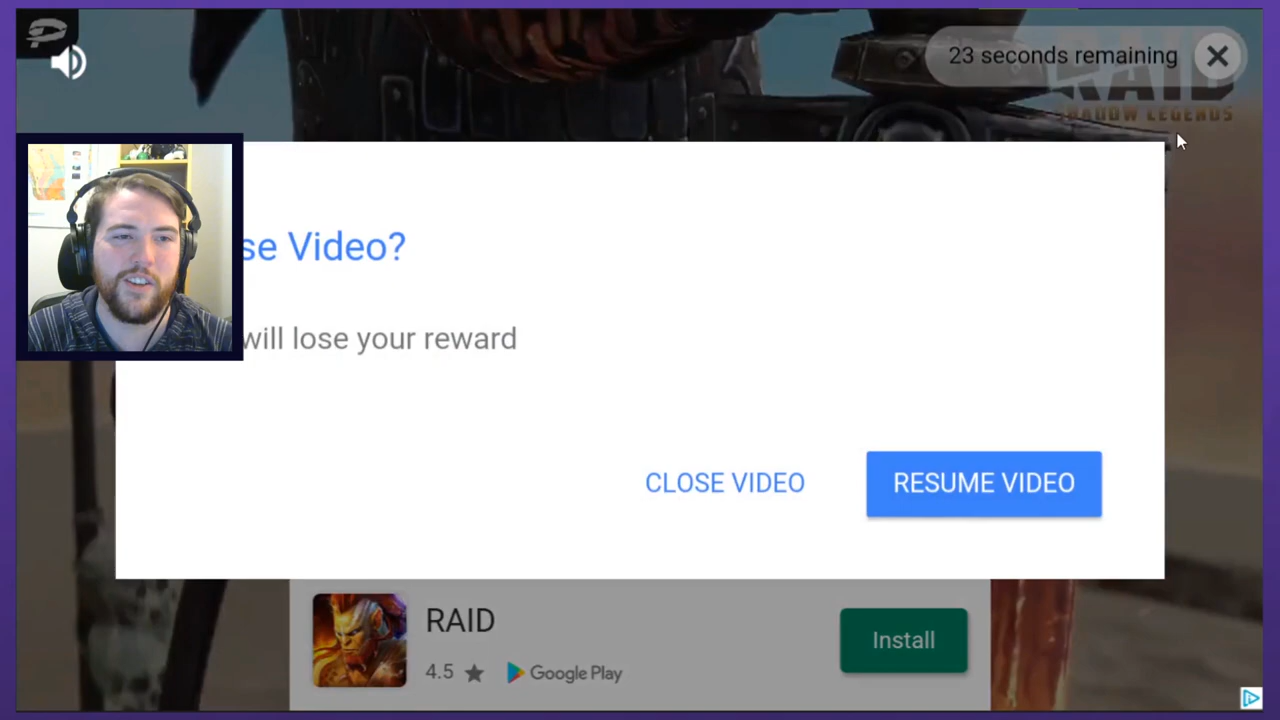 23 seconds remaining
RAID
SHADOW LEGENDS
se Video?
will lose your reward
CLOSE VIDEO
RESUME VIDEO
RAID
Install
4.5 ★ Google Play